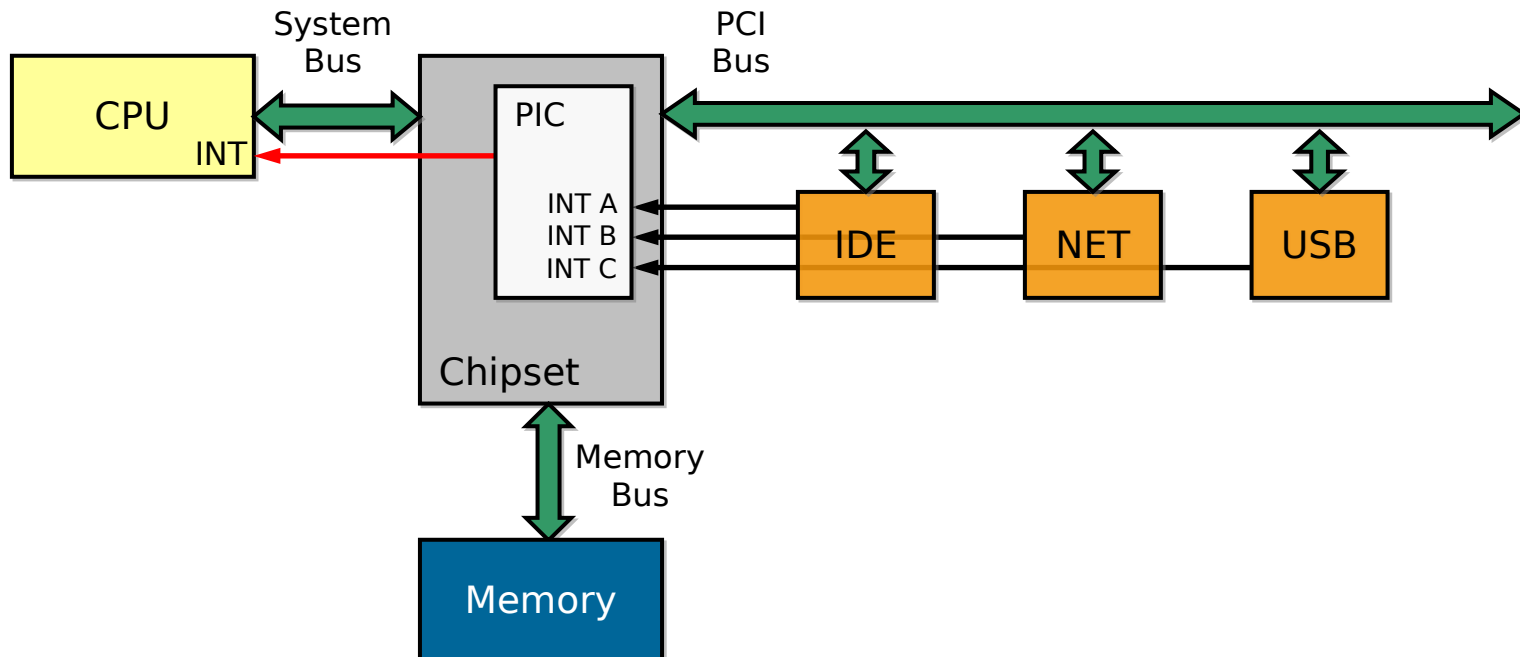 System
Bus
PCI
Bus
CPU
INT
PIC
INT A
INT B
INT C
IDE
NET
USB
Chipset
Memory
Bus
Memory